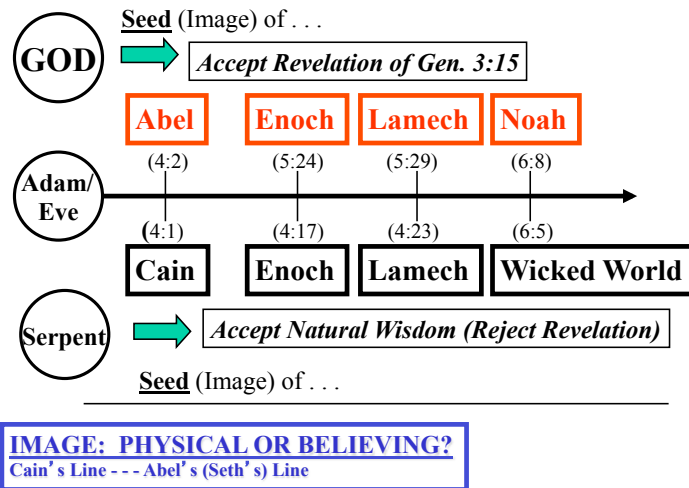 Seed (Image) of . . .
GOD
Accept Revelation of Gen. 3:15
Abel Enoch Lamech Noah
(4:2) (5:24) (5:29) (6:8)
Adam/
Eve
(4:1) (4:17) (4:23) (6:5)
Cain Enoch Lamech Wicked World
Serpent
Accept Natural Wisdom (Reject Revelation)
Seed (Image) of . . .
IMAGE: PHYSICAL OR BELIEVING?
Cain's Line - - - Abel's (Seth's) Line